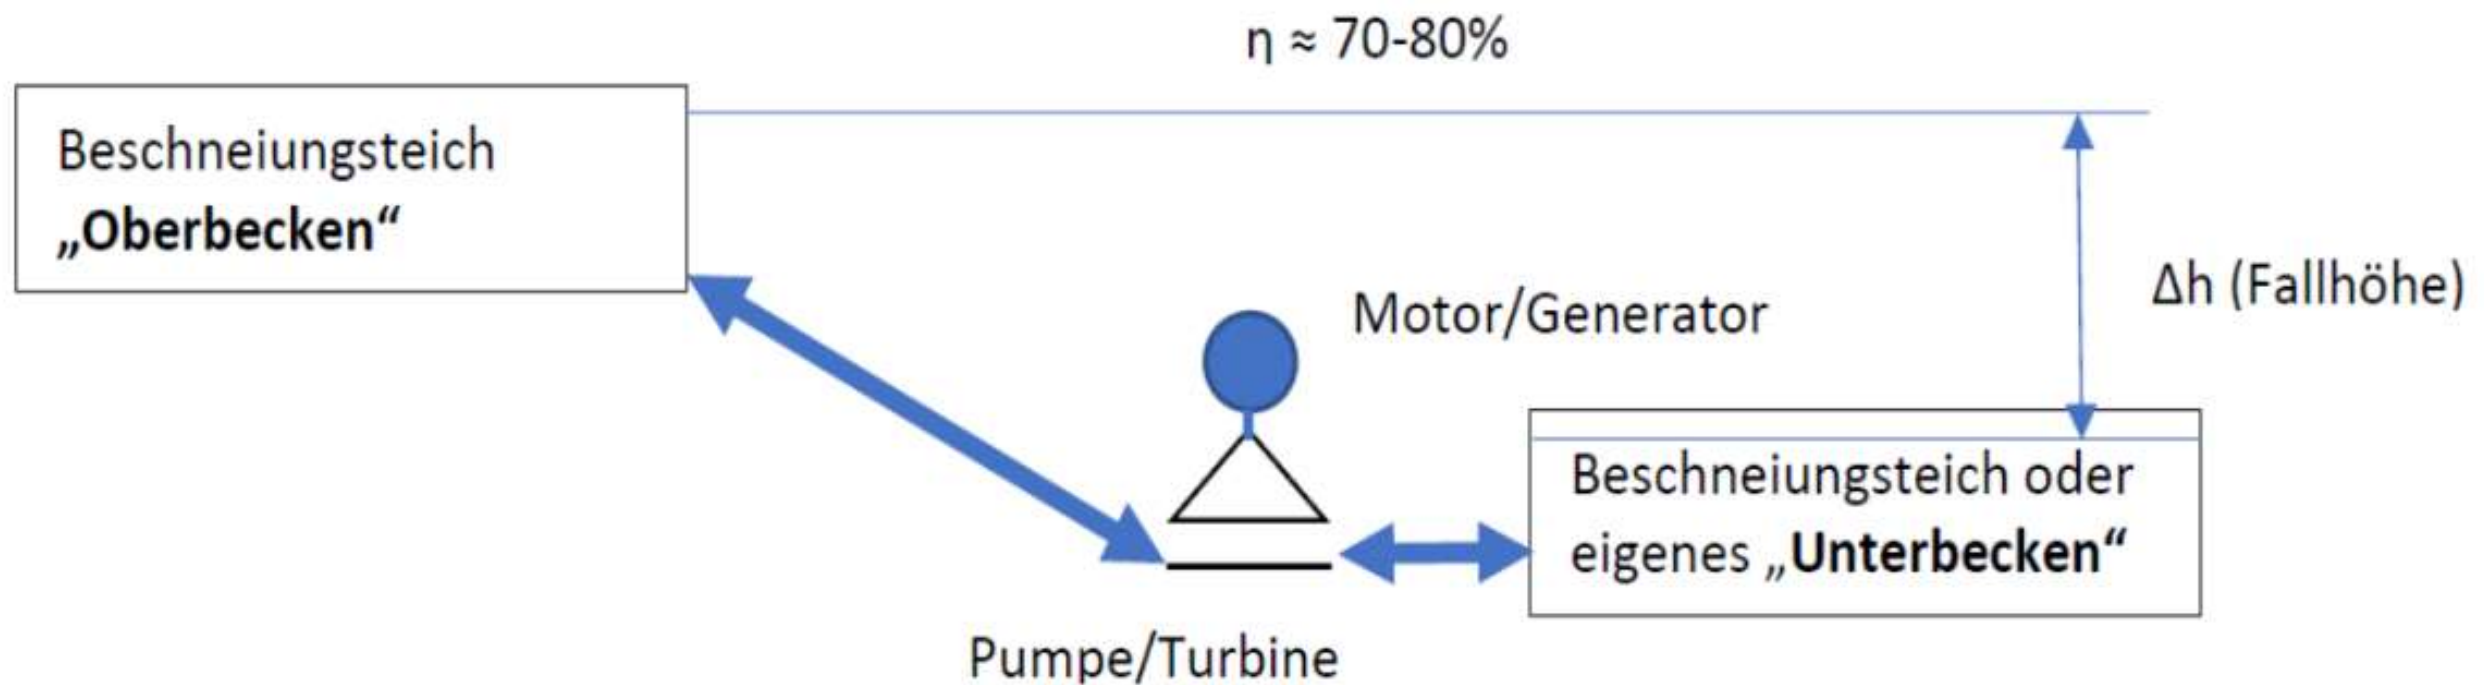 η ≈ 70-80%
Beschneiungsteich
„Oberbecken“
Motor/Generator
Δh (Fallhöhe)
Beschneiungsteich oder
eigenes „Unterbecken“
Pumpe/Turbine